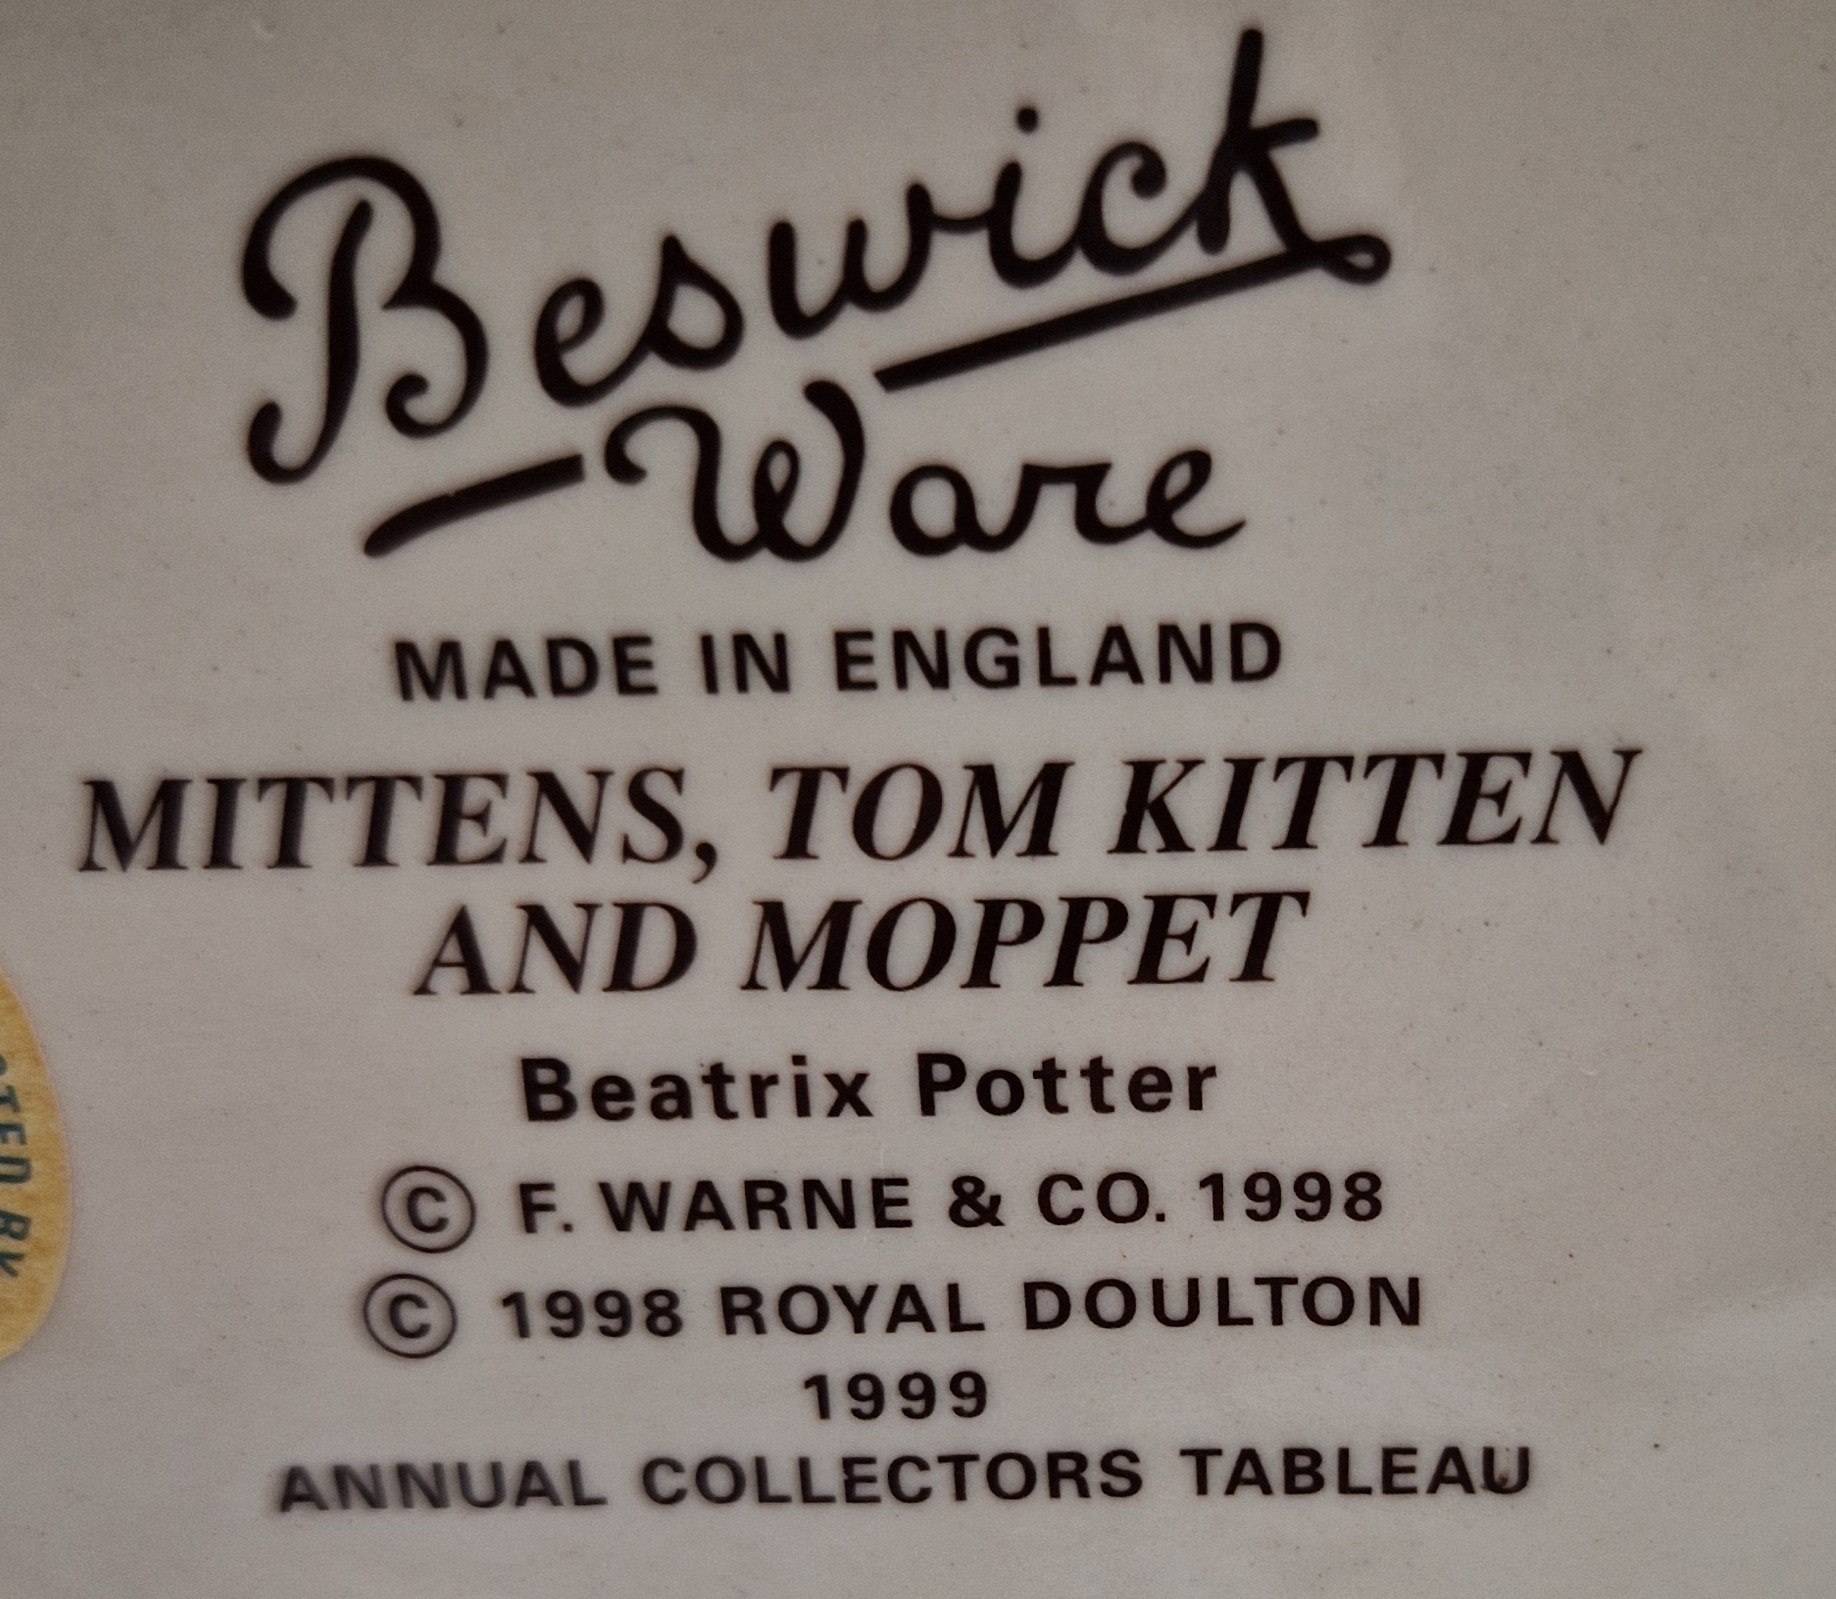 Beswick
Ware
MADE IN ENGLAND
MITTENS, TOM KITTEN
AND MOPPET
Beatrix Potter
© F. WARNE & CO. 1998
© 1998 ROYAL DOULTON
1999
ANNUAL COLLECTORS TABLEAU
BY